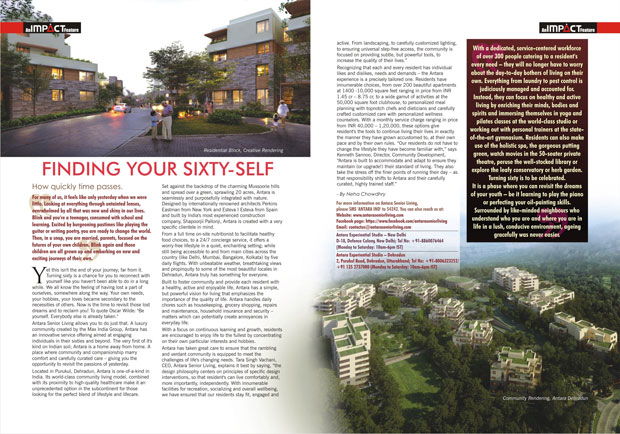 An IMPACT Feature
Residential Block, Creative Rendering
FINDING YOUR SIXTY-SELF
How quickly time passes.
For many of us, it feels like only yesterday when we were
little. Looking at everything through untainted lenses,
overwhelmed by all that was new and shiny in our lives.
Blink and you're a teenager, consumed with school and
learning. Excited by burgeoning pastimes like playing the
guitar or writing poetry, you are ready to change the world.
Then, in a snap, you are married, parents, focused on the
futures of your own children. Blink again and those
children are all grown up and embarking on new and
exciting journeys of their own.
Yet this isn't the end of your journey, far from it.
Turning sixty is a chance for you to reconnect with
yourself like you haven't been able to do in a long
while. We all know the feeling of having lost a part of
ourselves, somewhere along the way. Your own needs,
your hobbies, your loves became secondary to the
necessities of others. Now is the time to revisit those lost
dreams and to reclaim you! To quote Oscar Wilde; "Be
yourself. Everybody else is already taken."
Antara Senior Living allows you to do just that. A luxury
community created by the Max India Group, Antara has
an innovative service offering aimed at engaging
individuals in their sixties and beyond. The very first of it's
kind on Indian soil; Antara is a home away from home. A
place where community and companionship marry
comfort and carefully curated care - giving you the
opportunity to revisit the passions of yesterday.
Located in Purukul, Dehradun, Antara is one-of-a-kind in
India. Its world-class community living model, combined
with its proximity to high-quality healthcare make it an
unprecedented option in the subcontinent for those
looking for the perfect blend of lifestyle and lifecare.
Set against the backdrop of the charming Mussoorie hills
and spread over a green, sprawling 20 acres, Antara is
seamlessly and purposefully integrated with nature.
Designed by internationally renowned architects Perkins
Eastman from New York and Esteva I Esteva from Spain
and built by India's most experienced construction
company, Shapoorji Pallonji, Antara is created with a very
specific clientele in mind.
From a full time on-site nutritionist to facilitate healthy
food choices, to a 24/7 concierge service, it offers a
worry-free lifestyle in a quiet, enchanting setting; while
still being accessible to and from main cities across the
country (like Delhi, Mumbai, Bangalore, Kolkata) by five
daily flights. With unbeatable weather, breathtaking views
and propinquity to some of the most beautiful locales in
Dehradun, Antara truly has something for everyone.
Built to foster community and provide each resident with
a healthy, active and enjoyable life, Antara has a simple,
but powerful vision for living that emphasizes the
importance of the quality of life. Antara handles daily
chores such as housekeeping, grocery shopping, repairs
and maintenance, household insurance and security –
matters which can potentially create annoyances in
everyday life.
With a focus on continuous learning and growth, residents
are encouraged to enjoy life to the fullest by concentrating
on their own particular interests and hobbies.
Antara has taken great care to ensure that the rambling
and verdant community is equipped to meet the
challenges of life's changing needs. Tara Singh Vachani,
CEO, Antara Senior Living, explains it best by saying, "the
design philosophy centers on principles of specific design
interventions, so that residents can live comfortably and,
more importantly, independently. With innumerable
facilities for recreation, socializing and overall wellbeing,
we have ensured that our residents stay fit, engaged and
active. From landscaping, to carefully customized lighting,
to ensuring universal step-free access, the community is
focused on providing subtle, but powerful tools, to
increase the quality of their lives."
Recognizing that each and every resident has individual
likes and dislikes, needs and demands – the Antara
experience is a precisely tailored one. Residents have
innumerable choices, from over 200 beautiful apartments
at 1400 -10,000 square feet ranging in price from INR
1.45 cr – 8.75 cr, to a wide gamut of activities at the
50,000 square foot clubhouse, to personalized meal
planning with topnotch chefs and dieticians and carefully
crafted customized care with personalized wellness
counselors. With a monthly service charge ranging in price
from INR 40,000 – 1,20,000, these options give
resident's the tools to continue living their lives in exactly
the manner they have grown accustomed to, at their own
pace and by their own rules. "Our residents do not have to
change the lifestyle they have become familiar with," says
Kenneth Sannoo, Director, Community Development,
"Antara is built to accommodate and adapt to ensure they
maintain (or upgrade!) their standard of living. They also
take the stress off the finer points of running their day – as
that responsibility shifts to Antara and their carefully
curated, highly trained staff."
- By Neha Chowdhry
For more information on Antara Senior Living,
please SMS ANTARA INF to 54242. You can also reach us at:
Website: www.antaraseniorliving.com
Facebook page: https://www.facebook.com/antaraseniorliving
Email: contactus@antaraseniorliving.com
Antara Experiential Studio – New Delhi
D-18, Defence Colony, New Delhi; Tel No: +91-8860876464
(Monday to Saturday: 10am-6pm IST)
Antara Experiential Studio – Dehradun
2, Purukul Road, Dehradun, Uttarakhand; Tel No: +91-8006623252/
+91 135 2737000 (Monday to Saturday: 10am-6pm IST)
An IMPACT Feature
With a dedicated, service-centered workforce
of over 300 people catering to a resident's
every need – they will no longer have to worry
about the day-to-day bothers of living on their
own. Everything from laundry to pest control is
judiciously managed and accounted for.
Instead, they can focus on healthy and active
living by enriching their minds, bodies and
spirits and immersing themselves in yoga and
pilates classes at the world-class studio or
working out with personal trainers at the state-
of-the-art gymnasium. Residents can also make
use of the holistic spa, the gorgeous putting
green, watch movies in the 50-seater private
theatre, peruse the well-stocked library or
explore the leafy conservatory or herb garden.
Turning sixty is to be celebrated.
It is a phase where you can revisit the dreams
of your youth – be it learning to play the piano
or perfecting your oil-painting skills.
Surrounded by like-minded neighbours who
understand who you are and where you are in
life in a lush, conducive environment, ageing
gracefully was never easier.
Community Rendering, Antara Dehradun